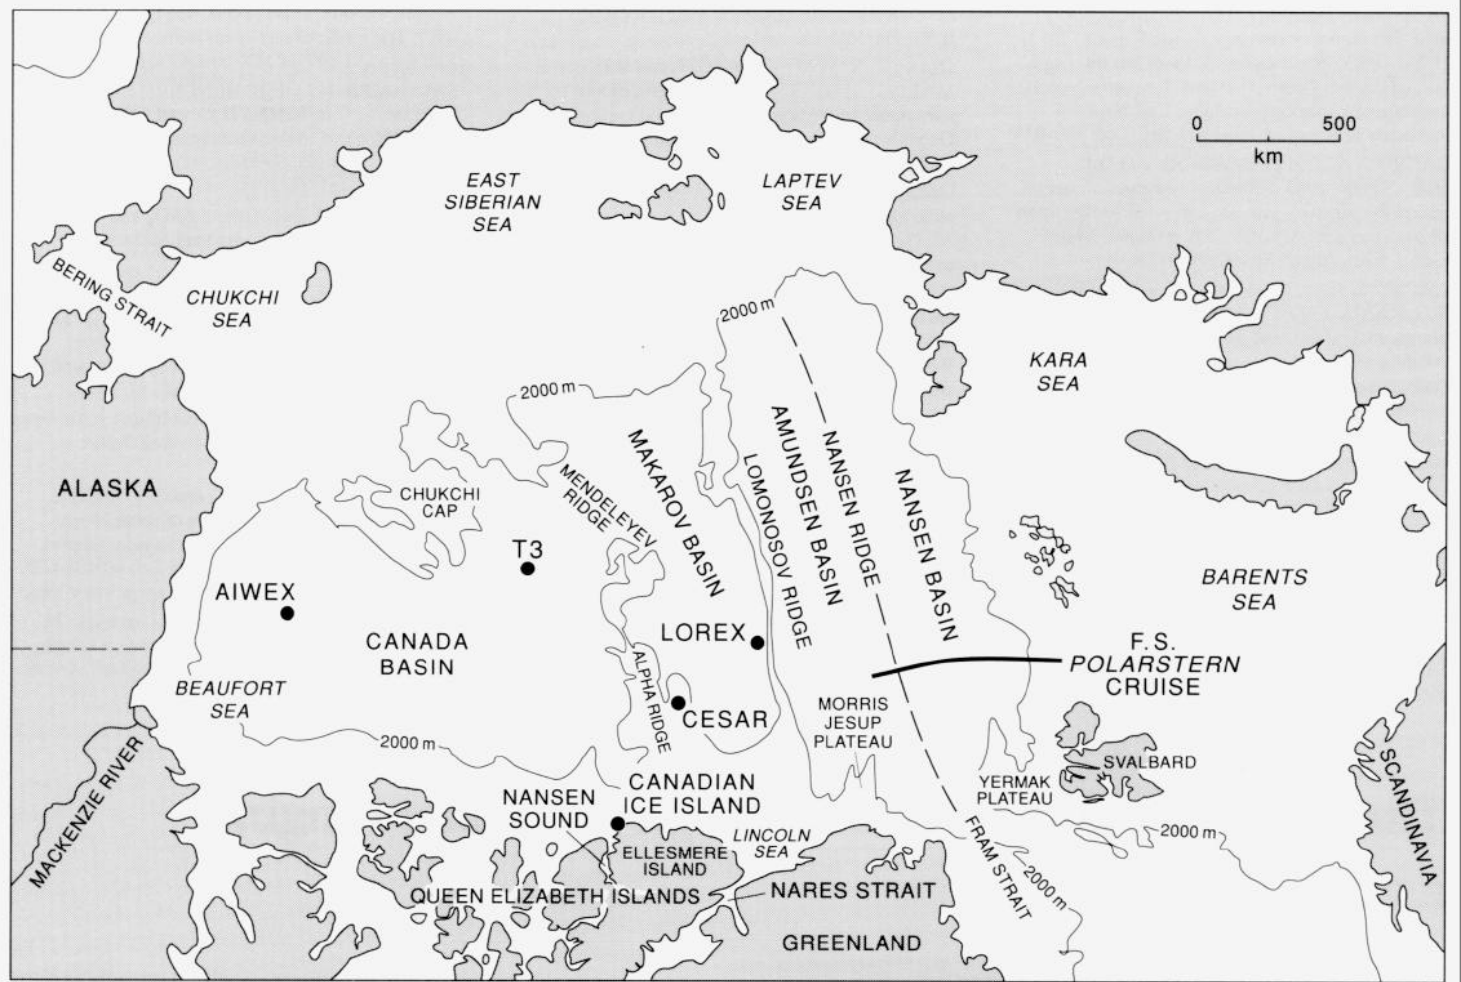 0 500
km
EAST
SIBERIAN
SEA
LAPTEV
SEA
BERING STRAIT
CHUKCHI
SEA
2000 m
KARA
SEA
2000 m
ALASKA
CHUKCHI
CAP
MENDELEYEV
RIDGE
MAKAROV BASIN
LOMONOSOV RIDGE
AMUNDSEN BASIN
NANSEN RIDGE
NANSEN BASIN
T3
AIWEX
BARENTS
SEA
CANADA
BASIN
LOREX
F.S.
POLARSTERN
CRUISE
BEAUFORT
SEA
ALPHA RIDGE
CESAR
MORRIS
JESUP
PLATEAU
2000 m
SVALBARD
YERMAK
PLATEAU
SCANDINAVIA
MACKENZIE RIVER
CANADIAN
ICE ISLAND
NANSEN
SOUND
LINCOLN
SEA
FRAM STRAIT
2000 m
2000 m
ELLESMERE
ISLAND
QUEEN ELIZABETH ISLANDS
NARES STRAIT
GREENLAND